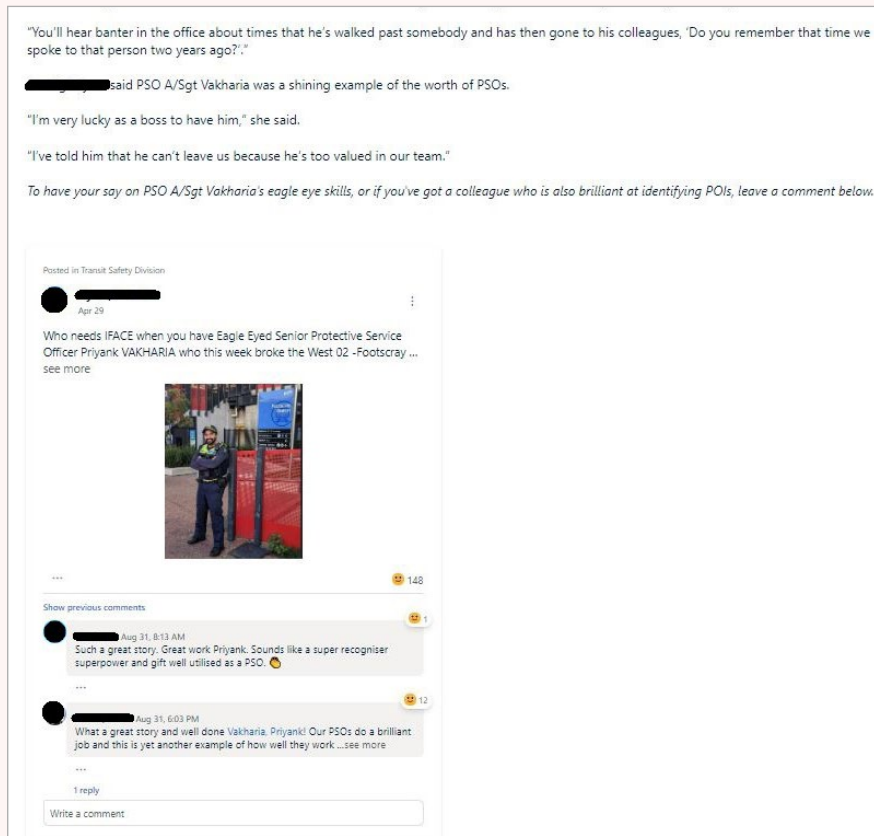 "You'll hear banter in the office about times that he's walked past somebody and has then gone to his colleagues, 'Do you remember that time we
spoke to that person two years ago?'."
said PSO A/Sgt Vakharia was a shining example of the worth of PSOs.
"I'm very lucky as a boss to have him," she said.
"I've told him that he can't leave us because he's too valued in our team."
To have your say on PSO A/Sgt Vakharia's eagle eye skills, or if you've got a colleague who is also brilliant at identifying POIs, leave a comment below.
Posted in Transit Safety Division
Apr 29
Who needs IFACE when you have Eagle Eyed Senior Protective Service
Officer Priyank VAKHARIA who this week broke the West 02 -Footscray ...
see more
...
148
Show previous comments
1
Aug 31, 8:13 AM
Such a great story. Great work Priyank. Sounds like a super recogniser
superpower and gift well utilised as a PSO.
...
12
Aug 31, 6:03 PM
What a great story and well done Vakharia, Priyank! Our PSOs do a brilliant
job and this is yet another example of how well they work ...see more
...
1 reply
Write a comment